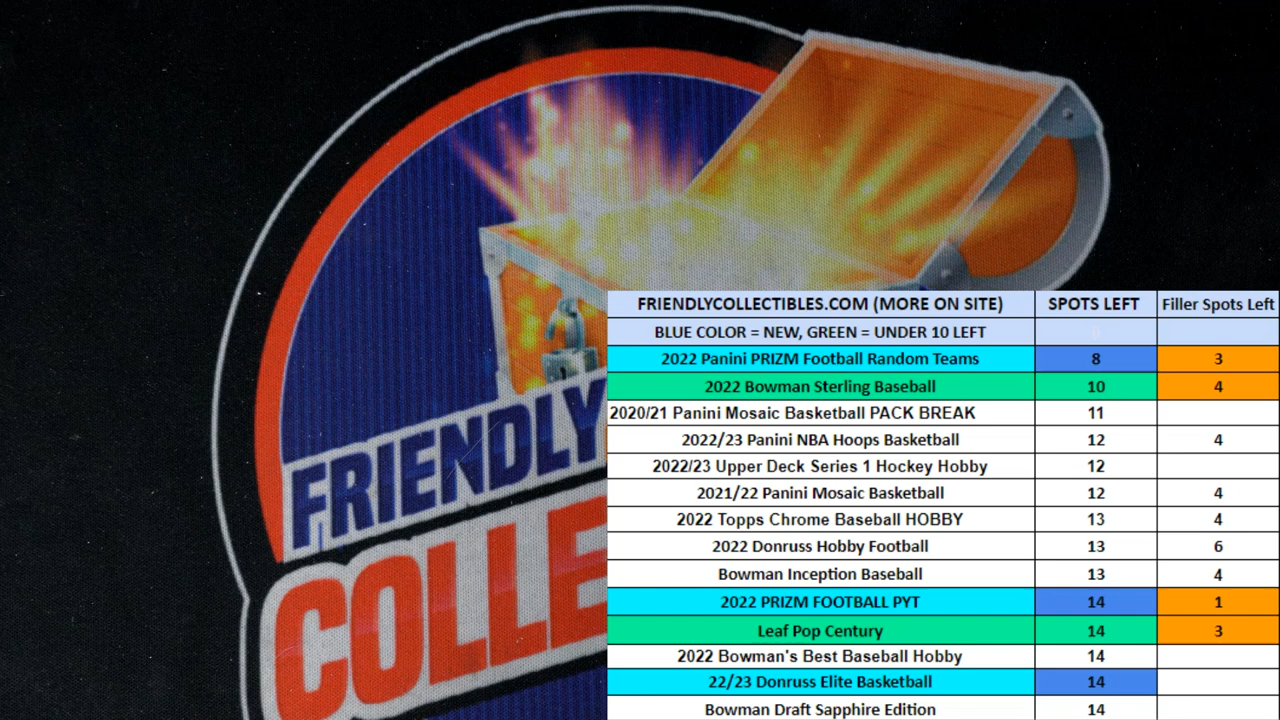 FRIENDLY
COLLE
FRIENDLYCOLLECTIBLES.COM (MORE ON SITE) SPOTS LEFT Filler Spots Left
BLUE COLOR = NEW, GREEN = UNDER 10 LEFT
2022 Panini PRIZM Football Random Teams 8 3
2022 Bowman Sterling Baseball 10 4
2020/21 Panini Mosaic Basketball PACK BREAK 11
2022/23 Panini NBA Hoops Basketball 12 4
2022/23 Upper Deck Series 1 Hockey Hobby 12
2021/22 Panini Mosaic Basketball 12 4
2022 Topps Chrome Baseball HOBBY 13 4
2022 Donruss Hobby Football 13 6
Bowman Inception Baseball 13 4
2022 PRIZM FOOTBALL PYT 14 1
Leaf Pop Century 14 3
2022 Bowman's Best Baseball Hobby 14
22/23 Donruss Elite Basketball 14
Bowman Draft Sapphire Edition 14